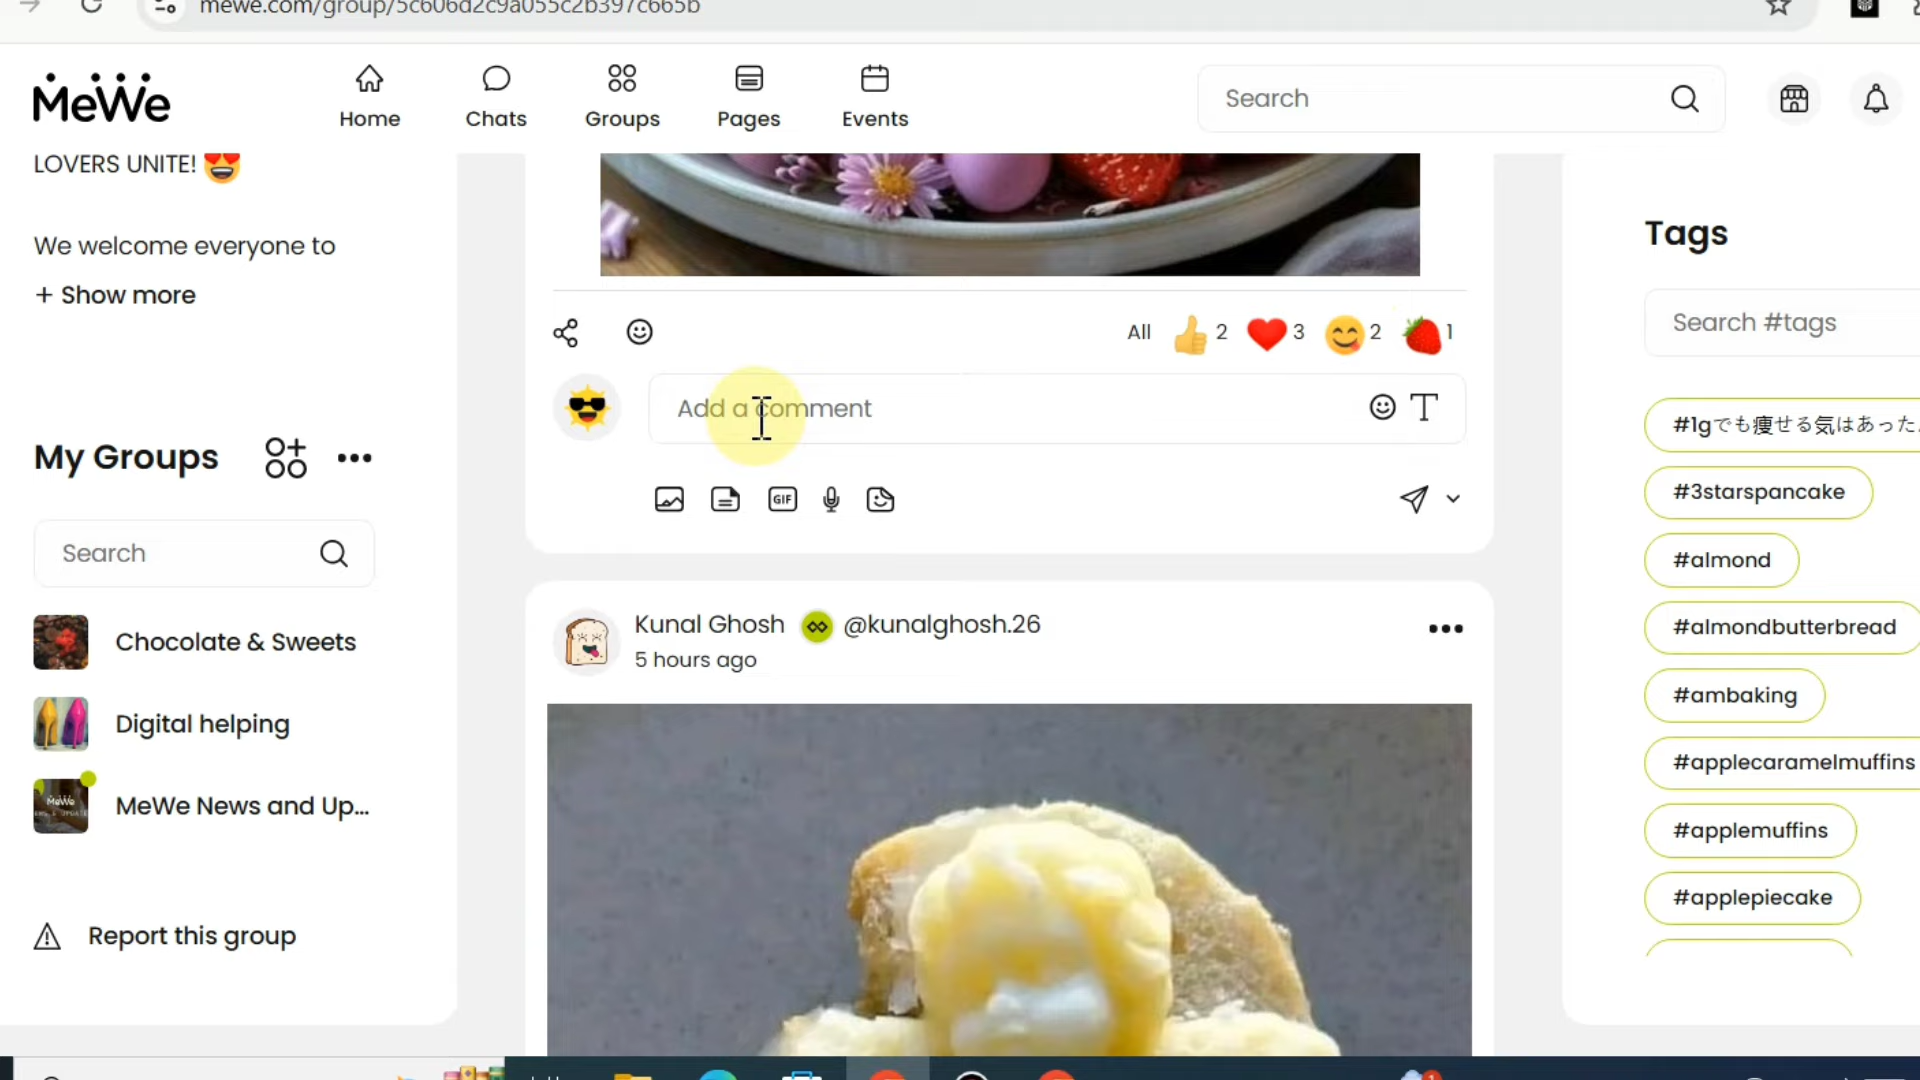 mewe.com/group/5c606d2c9a055c2b397c665b
MeWe
Home
Chats
Groups
Pages
Events
Search
LOVERS UNITE!
We welcome everyone to
+ Show more
My Groups
Search
Chocolate & Sweets
Digital helping
MeWe News and Up...
Report this group
All 2 3 2 1
Add a comment
T
GIF
Kunal Ghosh @kunalghosh.26
5 hours ago
Tags
Search #tags
#1gでも痩せる気はあった
#3starspancake
#almond
#almondbutterbread
#ambaking
#applecaramelmuffins
#applemuffins
#applepiecake